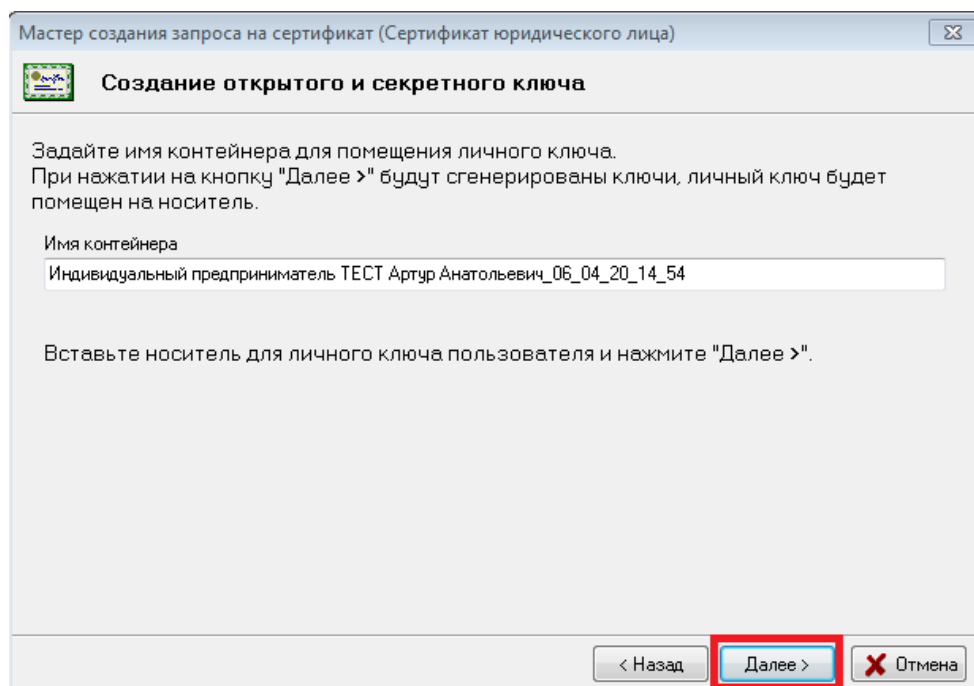 Мастер создания запроса на сертификат (Сертификат юридического лица)
Создание открытого и секретного ключа
Задайте имя контейнера для помещения личного ключа.
При нажатии на кнопку "Далее >" будут сгенерированы ключи, личный ключ будет
помещен на носитель.
Имя контейнера
Индивидуальный предприниматель ТЕСТ Артур Анатольевич_06_04_20_14_54
Вставьте носитель для личного ключа пользователя и нажмите "Далее >".
< Назад Далее > Отмена